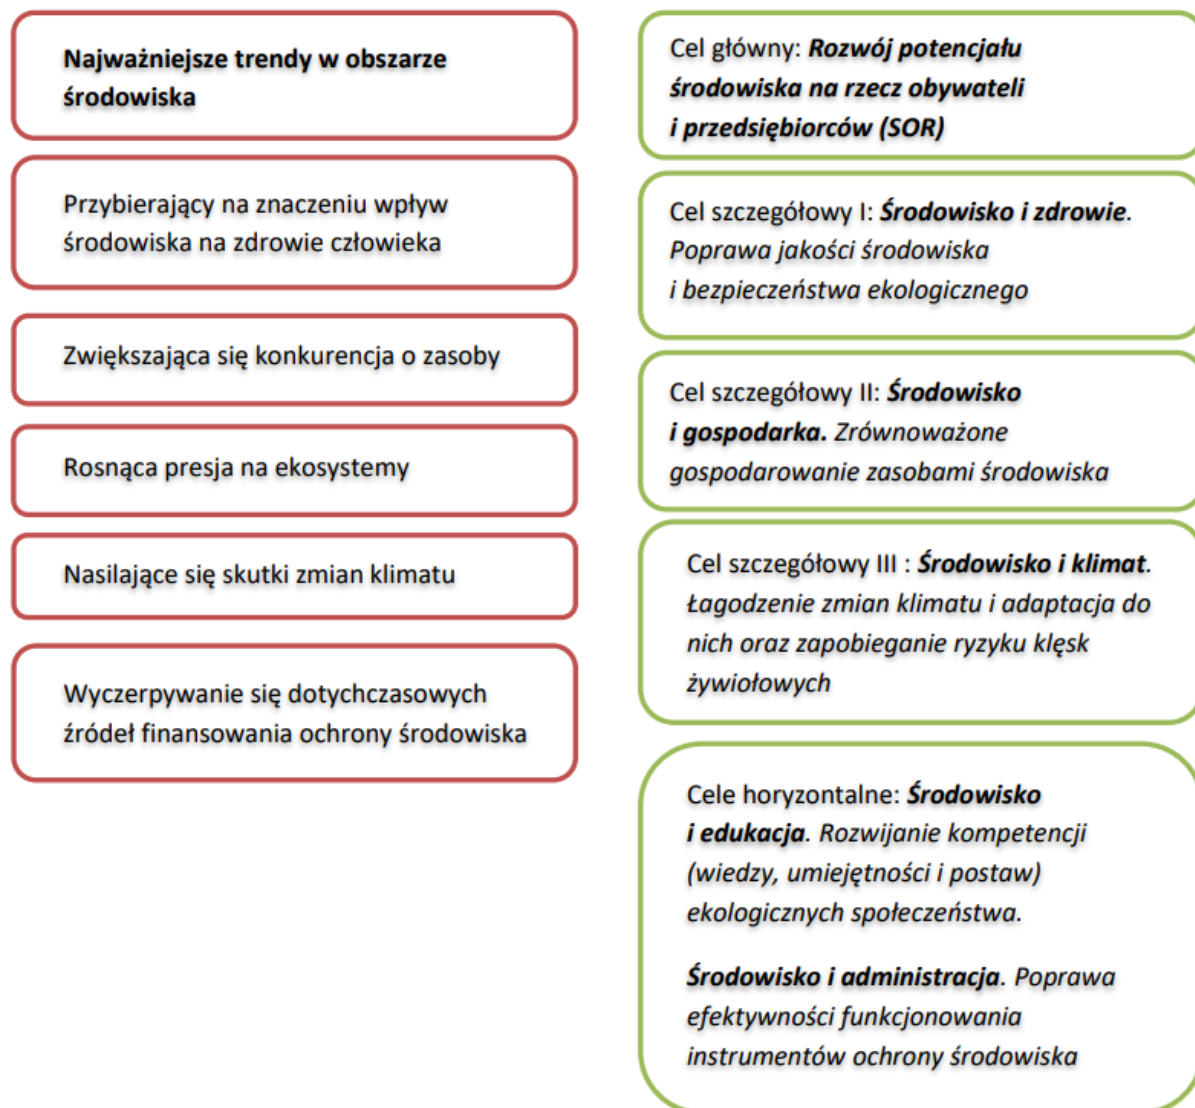 Najważniejsze trendy w obszarze
środowiska
Przybierający na znaczeniu wpływ
środowiska na zdrowie człowieka
Zwiększająca się konkurencja o zasoby
Rosnąca presja na ekosystemy
Nasilające się skutki zmian klimatu
Wyczerpywanie się dotychczasowych
źródeł finansowania ochrony środowiska
Cel główny: Rozwój potencjału
środowiska na rzecz obywateli
i przedsiębiorców (SOR)
Cel szczegółowy I: Środowisko i zdrowie.
Poprawa jakości środowiska
i bezpieczeństwa ekologicznego
Cel szczegółowy II: Środowisko
i gospodarka. Zrównoważone
gospodarowanie zasobami środowiska
Cel szczegółowy III : Środowisko i klimat.
Łagodzenie zmian klimatu i adaptacja do
nich oraz zapobieganie ryzyku klęsk
żywiołowych
Cele horyzontalne: Środowisko
i edukacja. Rozwijanie kompetencji
(wiedzy, umiejętności i postaw)
ekologicznych społeczeństwa.
Środowisko i administracja. Poprawa
efektywności funkcjonowania
instrumentów ochrony środowiska